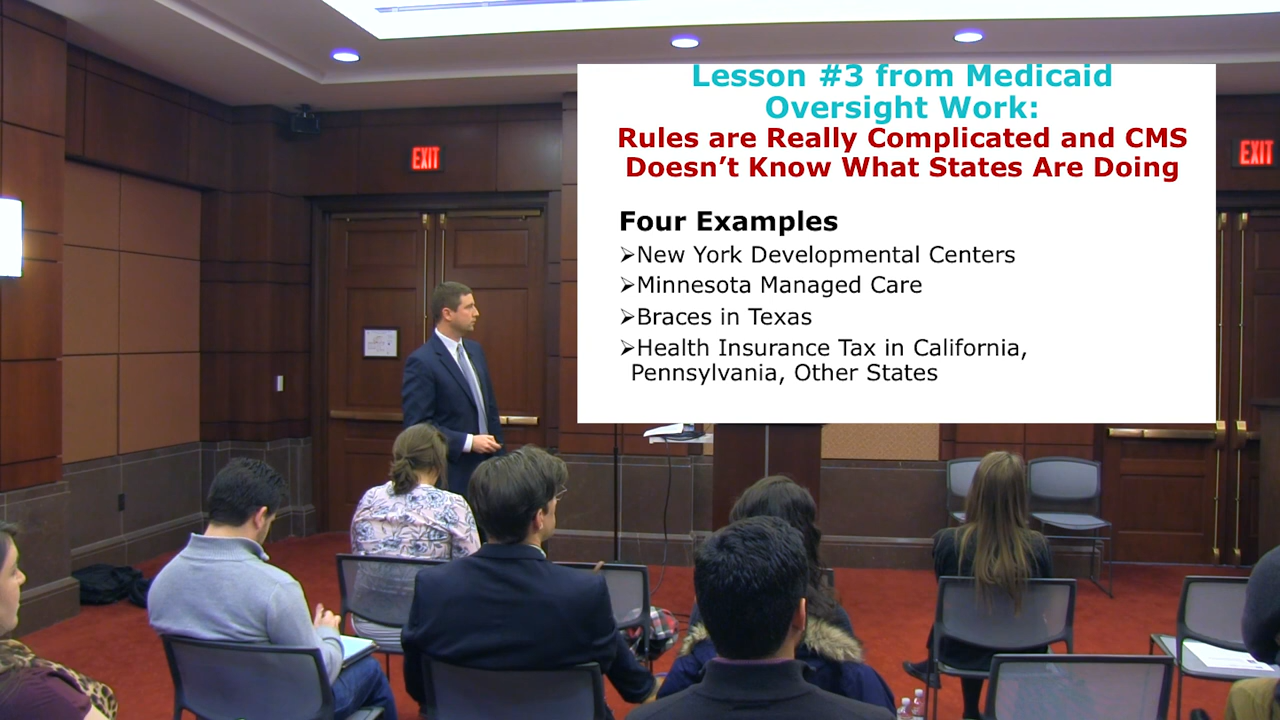 Lesson #3 from Medicaid
Oversight Work:
Rules are Really Complicated and CMS
Doesn’t Know What States Are Doing
EXIT
EXIT
Four Examples
➢New York Developmental Centers
➢Minnesota Managed Care
➢Braces in Texas
➢Health Insurance Tax in California,
Pennsylvania, Other States